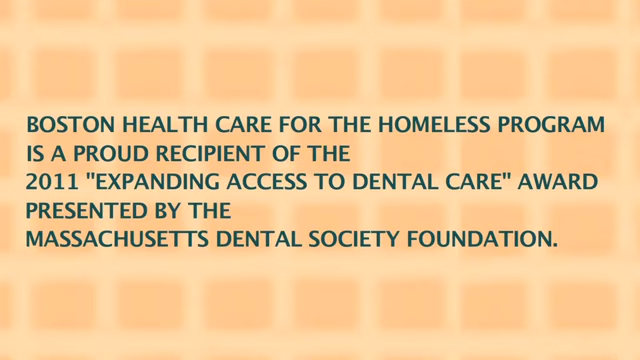 BOSTON HEALTH CARE FOR THE HOMELESS PROGRAM
IS A PROUD RECIPIENT OF THE
2011 "EXPANDING ACCESS TO DENTAL CARE" AWARD
PRESENTED BY THE
MASSACHUSETTS DENTAL SOCIETY FOUNDATION.